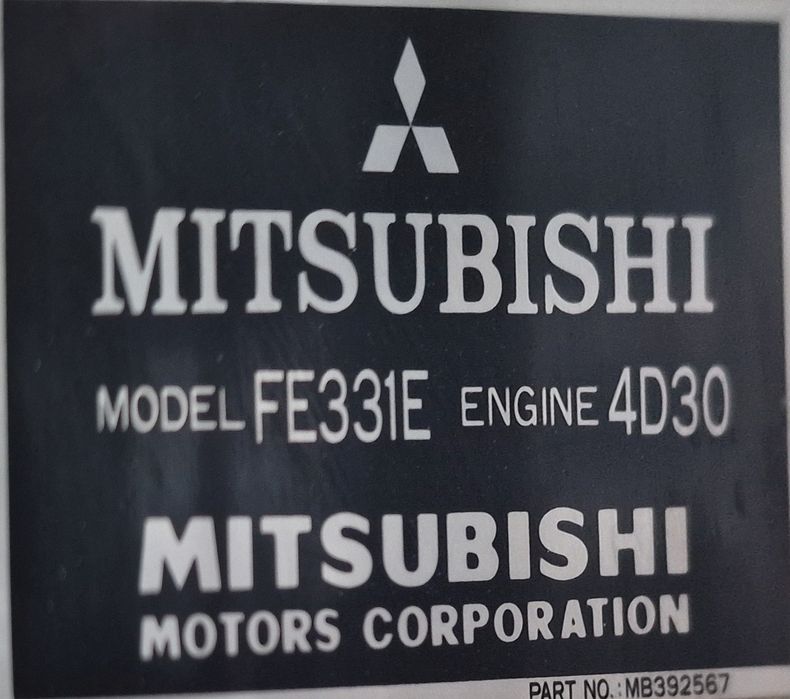 MITSUBISHI
MODEL FE331E ENGINE 4D30
MITSUBISHI
MOTORS CORPORATION
PART NO.:MB392567